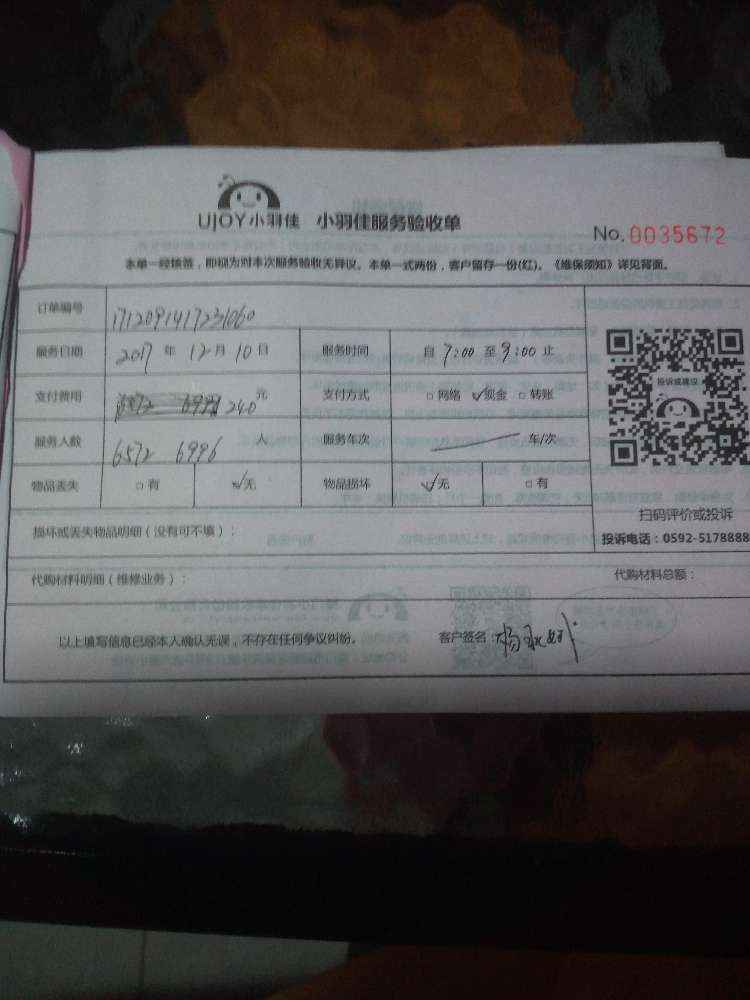 UJOY小羽佳 小羽佳服务验收单
No.0035672
本单一经填签，即视为对本次服务验收无异议。本单一式两份，客户留存一份(红)。《维保须知》详见背面。
订单编号 1712091417231060
服务日期 2017 年 12 月 10 日 服务时间 自 7:00 至 9:00 止
支付费用 240 元 支付方式 □网络 ✓现金 □转账
服务人数 6572 6996 人 服务车次 车/次
物品丢失 □有 ✓无 物品损坏 ✓无 □有
损坏或丢失物品明细（没有可不填）：
投诉或建议
扫码评价或投诉
投诉电话：0592-5178888
代购材料明细（维修业务）： 代购材料总额：
以上填写信息已经本人确认无误，不存在任何争议纠纷。 客户签名：杨